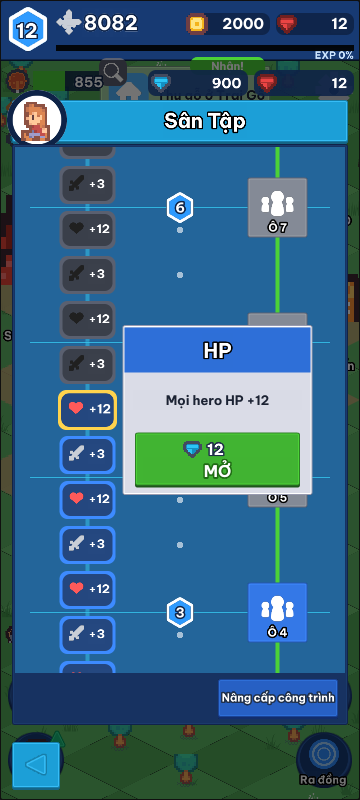 12 8082 2000 12
EXP 0%
Nhận!
855 900 12
Sân Tập
+3
6
Ô 7
+12
+3
+12
+3
HP
+12
Mọi hero HP +12
+3
12
MỞ
+12
Ô 5
+3
+12
3
Ô 4
+3
Nâng cấp công trình
Ra đồng